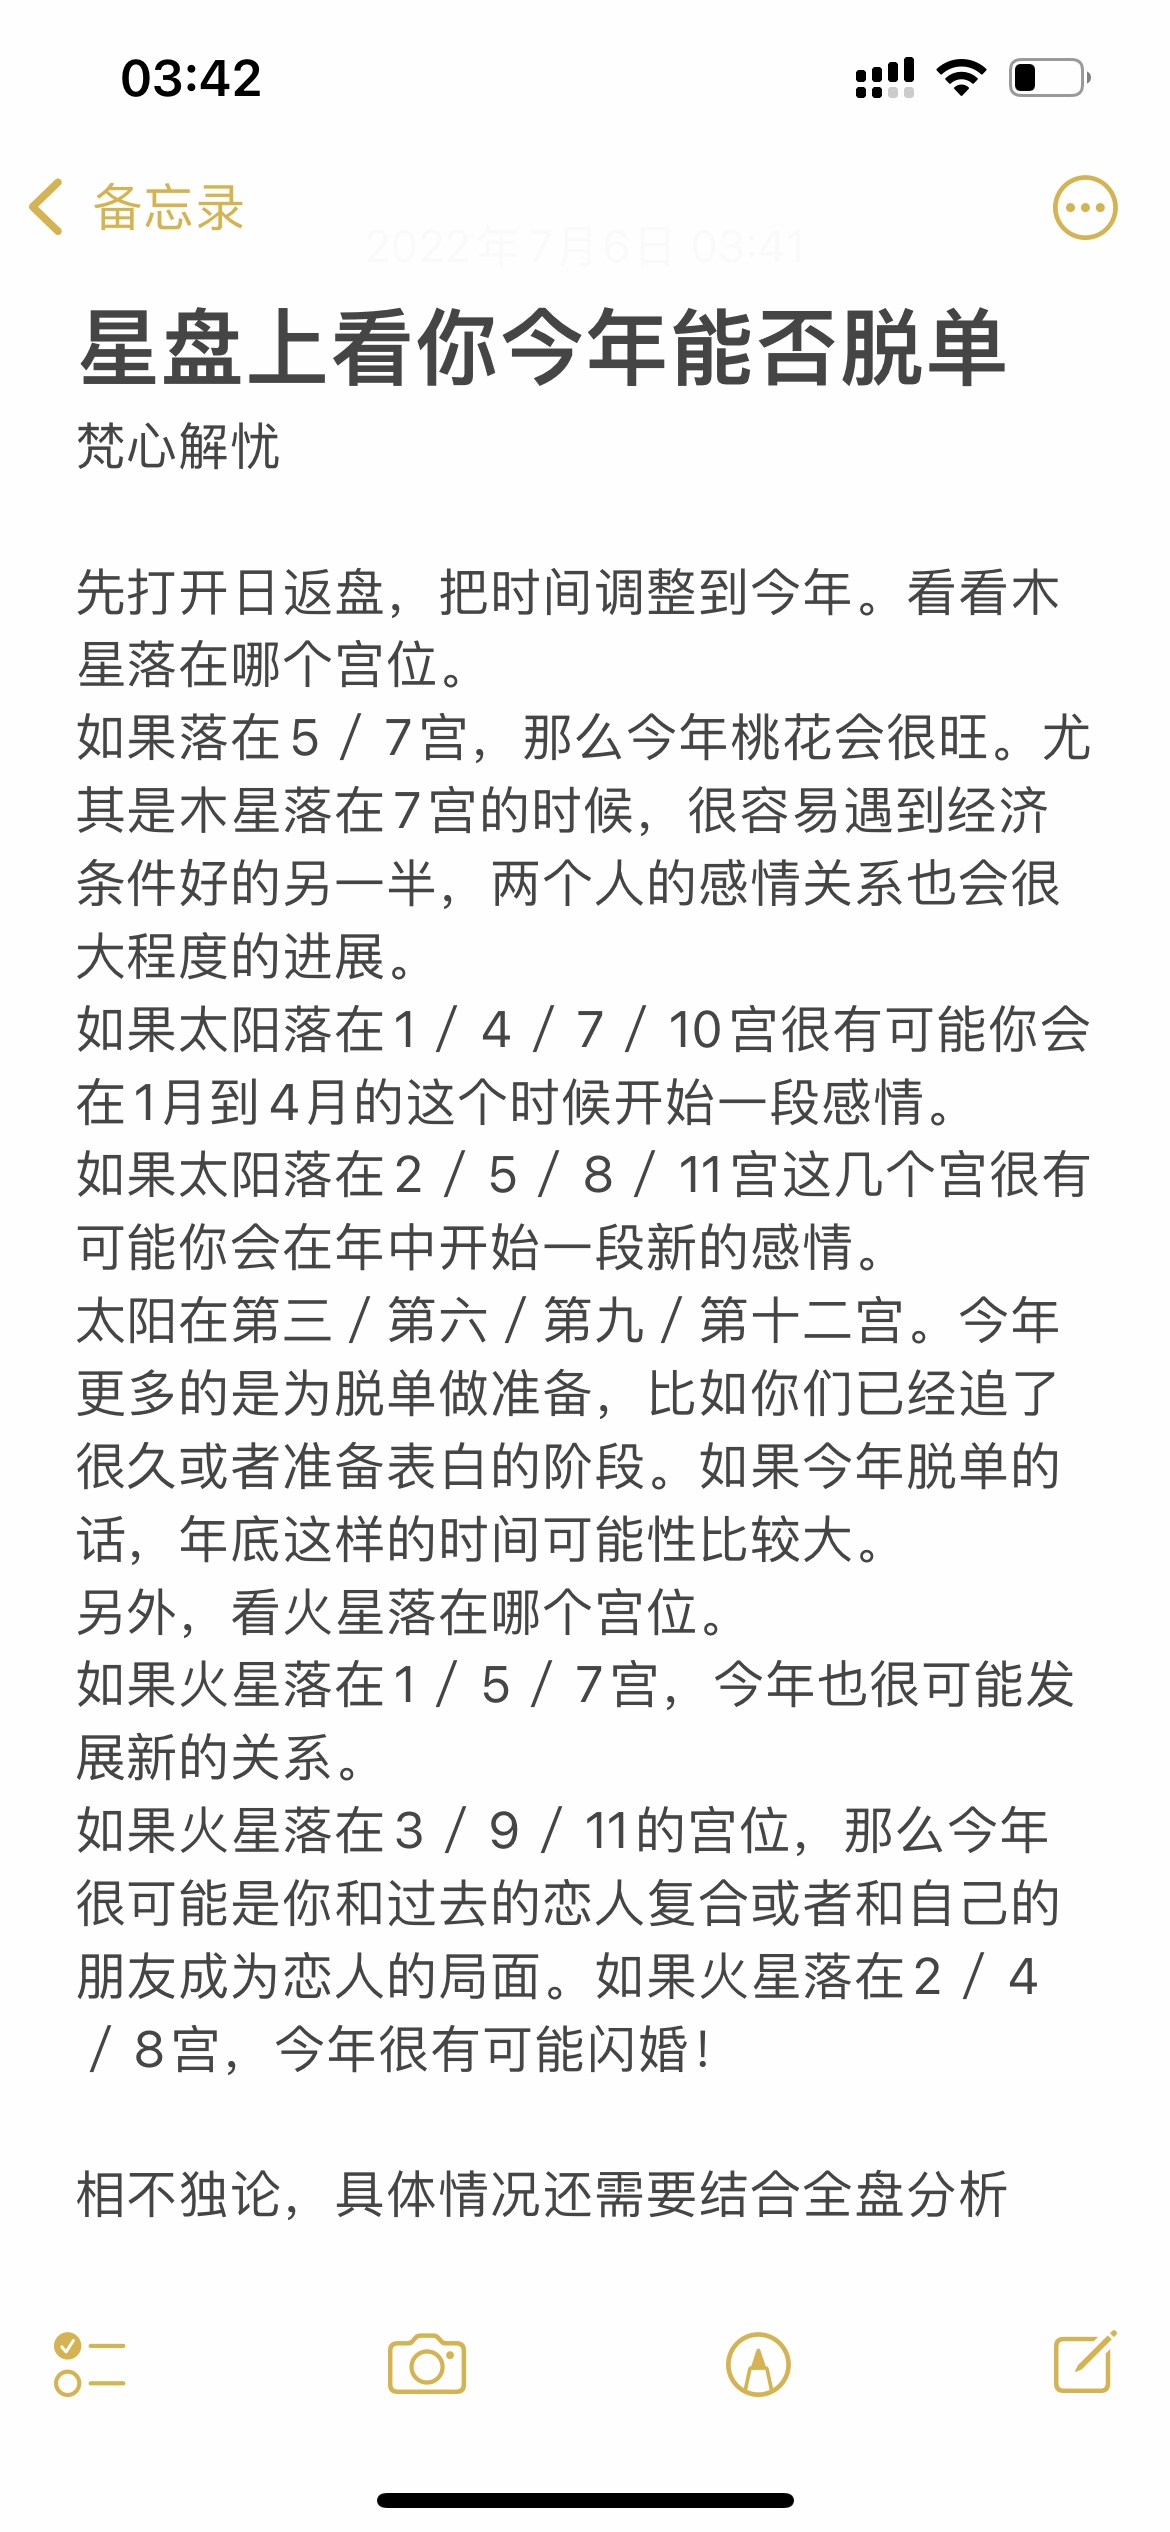 03:42
备忘录
2022年7月6日 03:41
星盘上看你今年能否脱单
梵心解忧
先打开日返盘，把时间调整到今年。看看木
星落在哪个宫位。
如果落在5 / 7宫，那么今年桃花会很旺。尤
其是木星落在7宫的时候，很容易遇到经济
条件好的另一半，两个人的感情关系也会很
大程度的进展。
如果太阳落在1 / 4 / 7 / 10宫很有可能你会
在1月到4月的这个时候开始一段感情。
如果太阳落在2 / 5 / 8 / 11宫这几个宫很有
可能你会在年中开始一段新的感情。
太阳在第三 / 第六 / 第九 / 第十二宫。今年
更多的是为脱单做准备，比如你们已经追了
很久或者准备表白的阶段。如果今年脱单的
话，年底这样的时间可能性比较大。
另外，看火星落在哪个宫位。
如果火星落在1 / 5 / 7宫，今年也很可能发
展新的关系。
如果火星落在3 / 9 / 11的宫位，那么今年
很可能是你和过去的恋人复合或者和自己的
朋友成为恋人的局面。如果火星落在2 / 4
/ 8宫，今年很有可能闪婚！
相不独论，具体情况还需要结合全盘分析